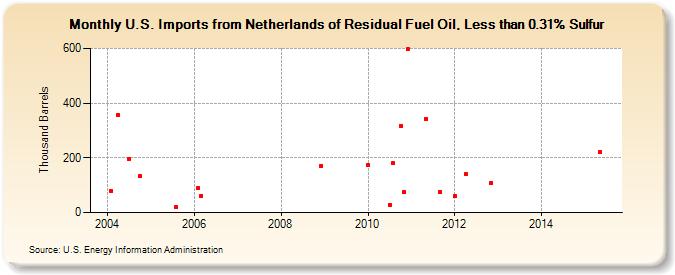 Monthly U.S. Imports from Netherlands of Residual Fuel Oil, Less than 0.31% Sulfur
Thousand Barrels
600
400
200
0
2004 2006 2008 2010 2012 2014
Source: U.S. Energy Information Administration